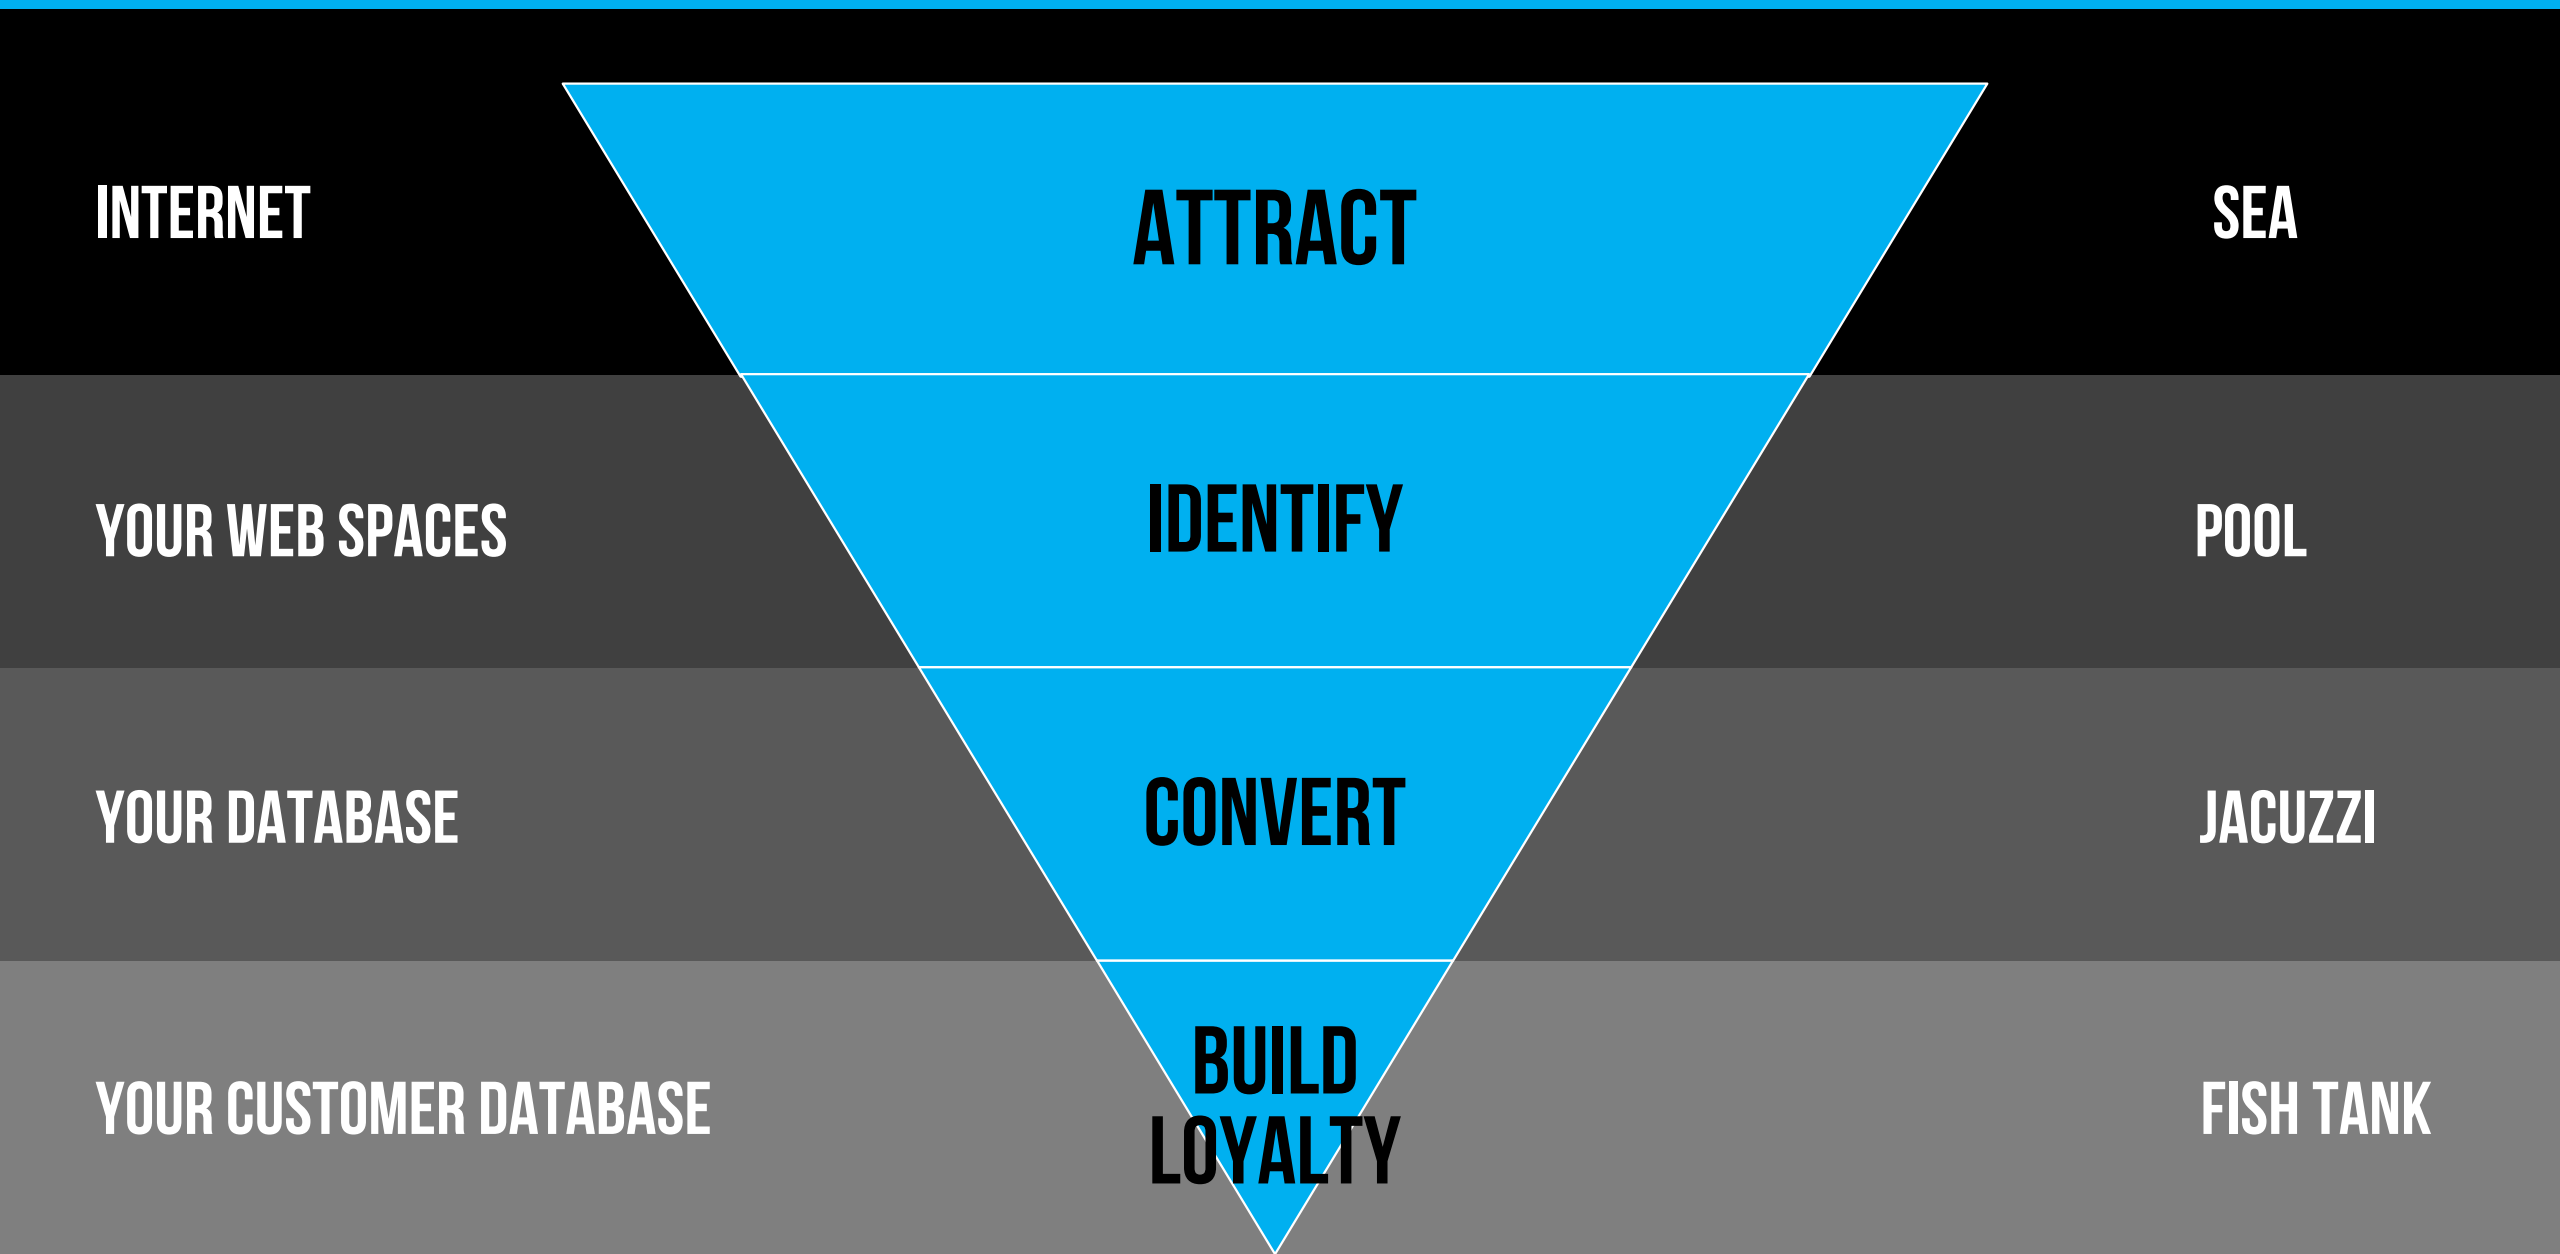 INTERNET
ATTRACT
SEA
YOUR WEB SPACES
IDENTIFY
POOL
YOUR DATABASE
CONVERT
JACUZZI
YOUR CUSTOMER DATABASE
BUILD
LOYALTY
FISH TANK